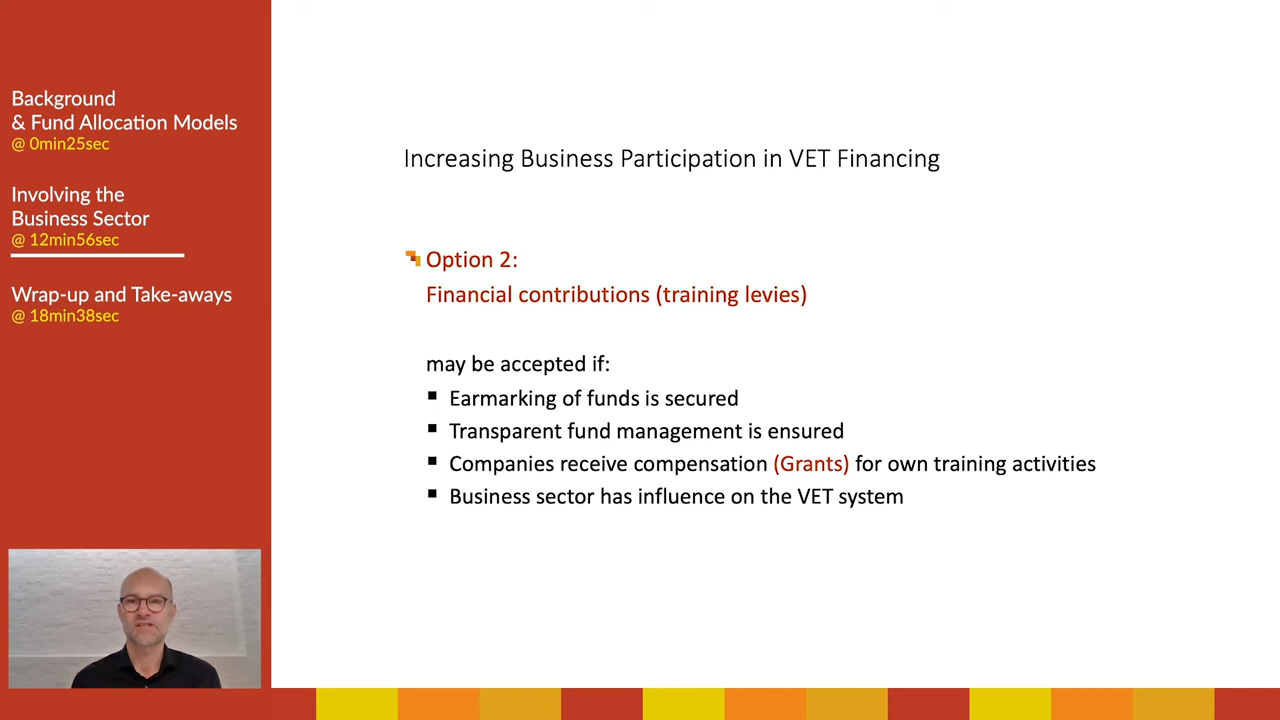 Background
& Fund Allocation Models
@ 0min25sec
Involving the
Business Sector
@ 12min56sec
Wrap-up and Take-aways
@ 18min38sec
Increasing Business Participation in VET Financing
Option 2:
Financial contributions (training levies)
may be accepted if:
▪ Earmarking of funds is secured
▪ Transparent fund management is ensured
▪ Companies receive compensation (Grants) for own training activities
▪ Business sector has influence on the VET system